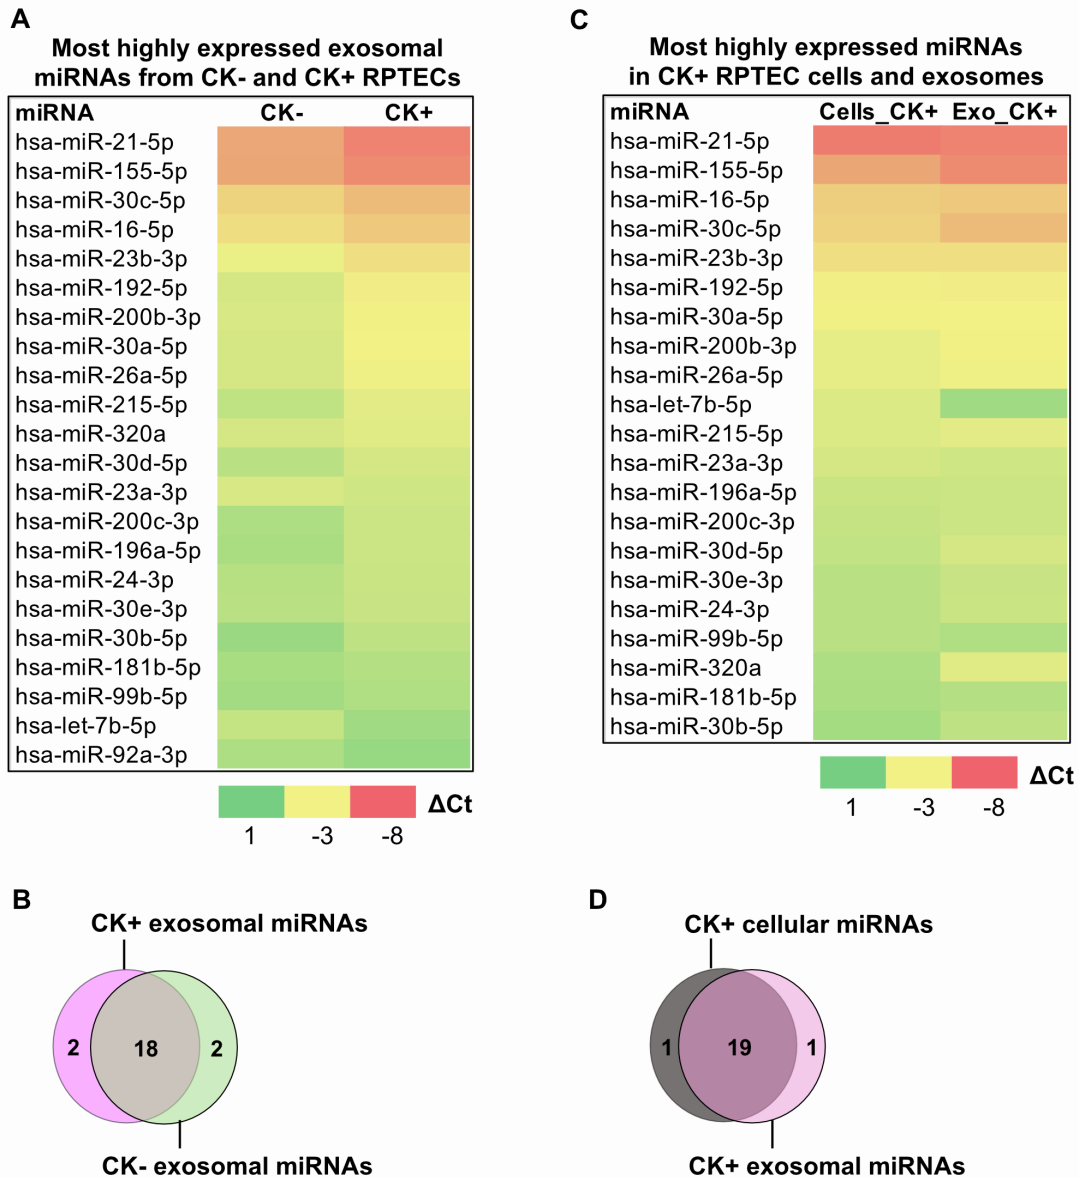 A
Most highly expressed exosomal
miRNAs from CK- and CK+ RPTECs
miRNA CK- CK+
hsa-miR-21-5p
hsa-miR-155-5p
hsa-miR-30c-5p
hsa-miR-16-5p
hsa-miR-23b-3p
hsa-miR-192-5p
hsa-miR-200b-3p
hsa-miR-30a-5p
hsa-miR-26a-5p
hsa-miR-215-5p
hsa-miR-320a
hsa-miR-30d-5p
hsa-miR-23a-3p
hsa-miR-200c-3p
hsa-miR-196a-5p
hsa-miR-24-3p
hsa-miR-30e-3p
hsa-miR-30b-5p
hsa-miR-181b-5p
hsa-miR-99b-5p
hsa-let-7b-5p
hsa-miR-92a-3p
ΔCt
1 -3 -8
C
Most highly expressed miRNAs
in CK+ RPTEC cells and exosomes
miRNA Cells_CK+ Exo_CK+
hsa-miR-21-5p
hsa-miR-155-5p
hsa-miR-16-5p
hsa-miR-30c-5p
hsa-miR-23b-3p
hsa-miR-192-5p
hsa-miR-30a-5p
hsa-miR-200b-3p
hsa-miR-26a-5p
hsa-let-7b-5p
hsa-miR-215-5p
hsa-miR-23a-3p
hsa-miR-196a-5p
hsa-miR-200c-3p
hsa-miR-30d-5p
hsa-miR-30e-3p
hsa-miR-24-3p
hsa-miR-99b-5p
hsa-miR-320a
hsa-miR-181b-5p
hsa-miR-30b-5p
ΔCt
1 -3 -8
B
CK+ exosomal miRNAs
2 18 2
CK- exosomal miRNAs
D
CK+ cellular miRNAs
1 19 1
CK+ exosomal miRNAs